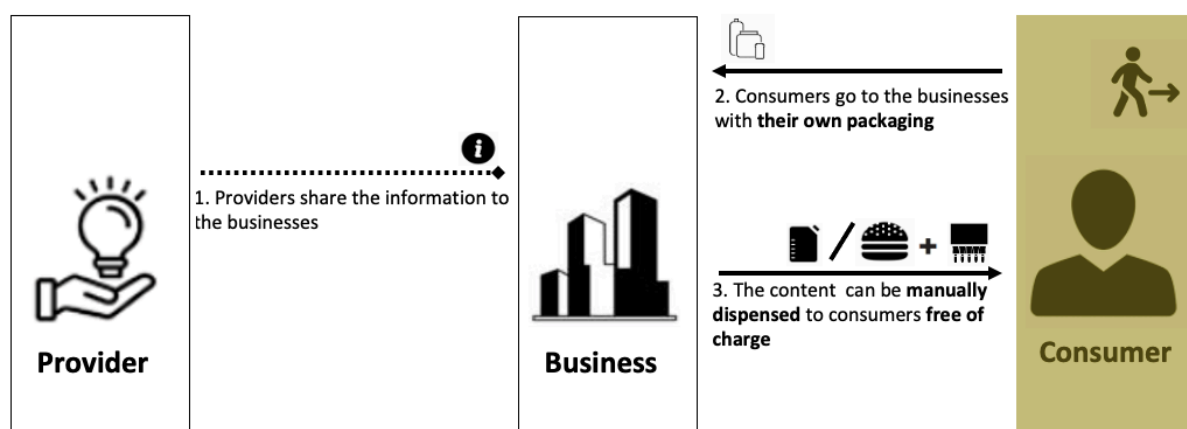 2. Consumers go to the businesses
with their own packaging
i
1. Providers share the information to
the businesses
3. The content can be manually
dispensed to consumers free of
charge
+
Provider
Business
Consumer